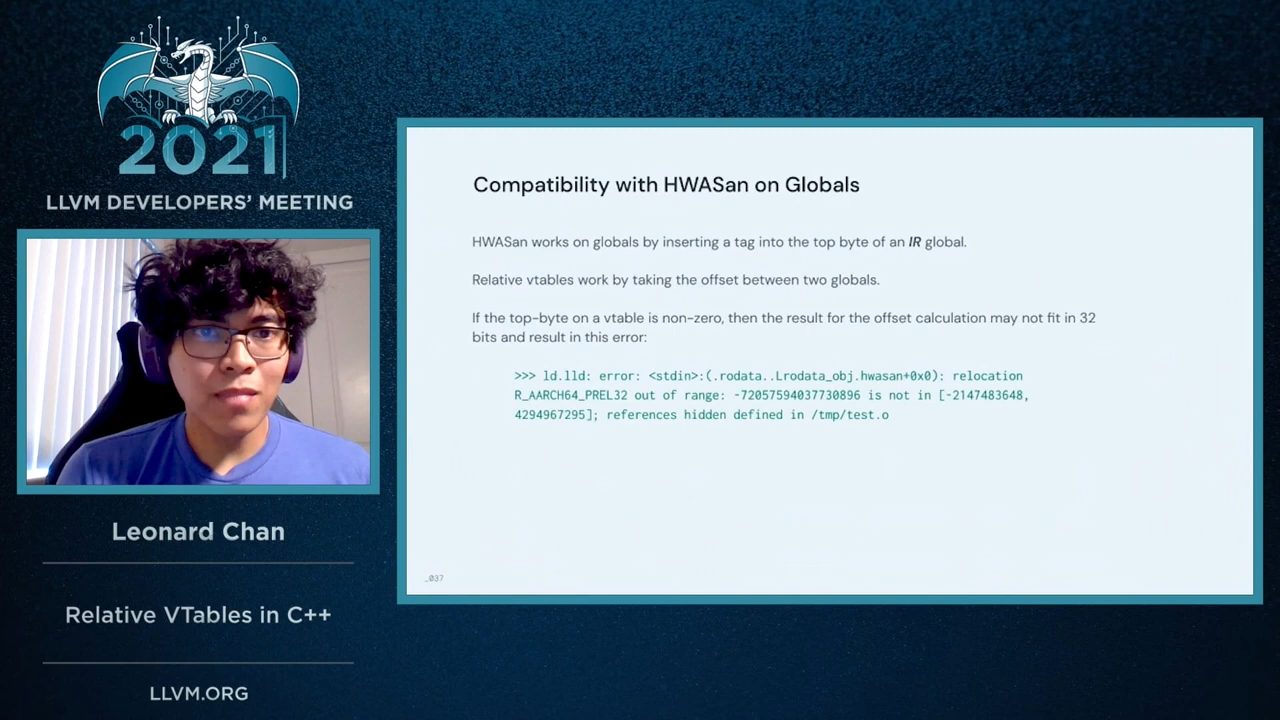 2021
LLVM DEVELOPERS' MEETING
Leonard Chan
Relative VTables in C++
LLVM.ORG
Compatibility with HWASan on Globals
HWASan works on globals by inserting a tag into the top byte of an IR global.
Relative vtables work by taking the offset between two globals.
If the top-byte on a vtable is non-zero, then the result for the offset calculation may not fit in 32
bits and result in this error:
>>> ld.lld: error: <stdin>:(.rodata..Lrodata_obj.hwasan+0x0): relocation
R_AARCH64_PREL32 out of range: -72057594037730896 is not in [-2147483648,
4294967295]; references hidden defined in /tmp/test.o
_037